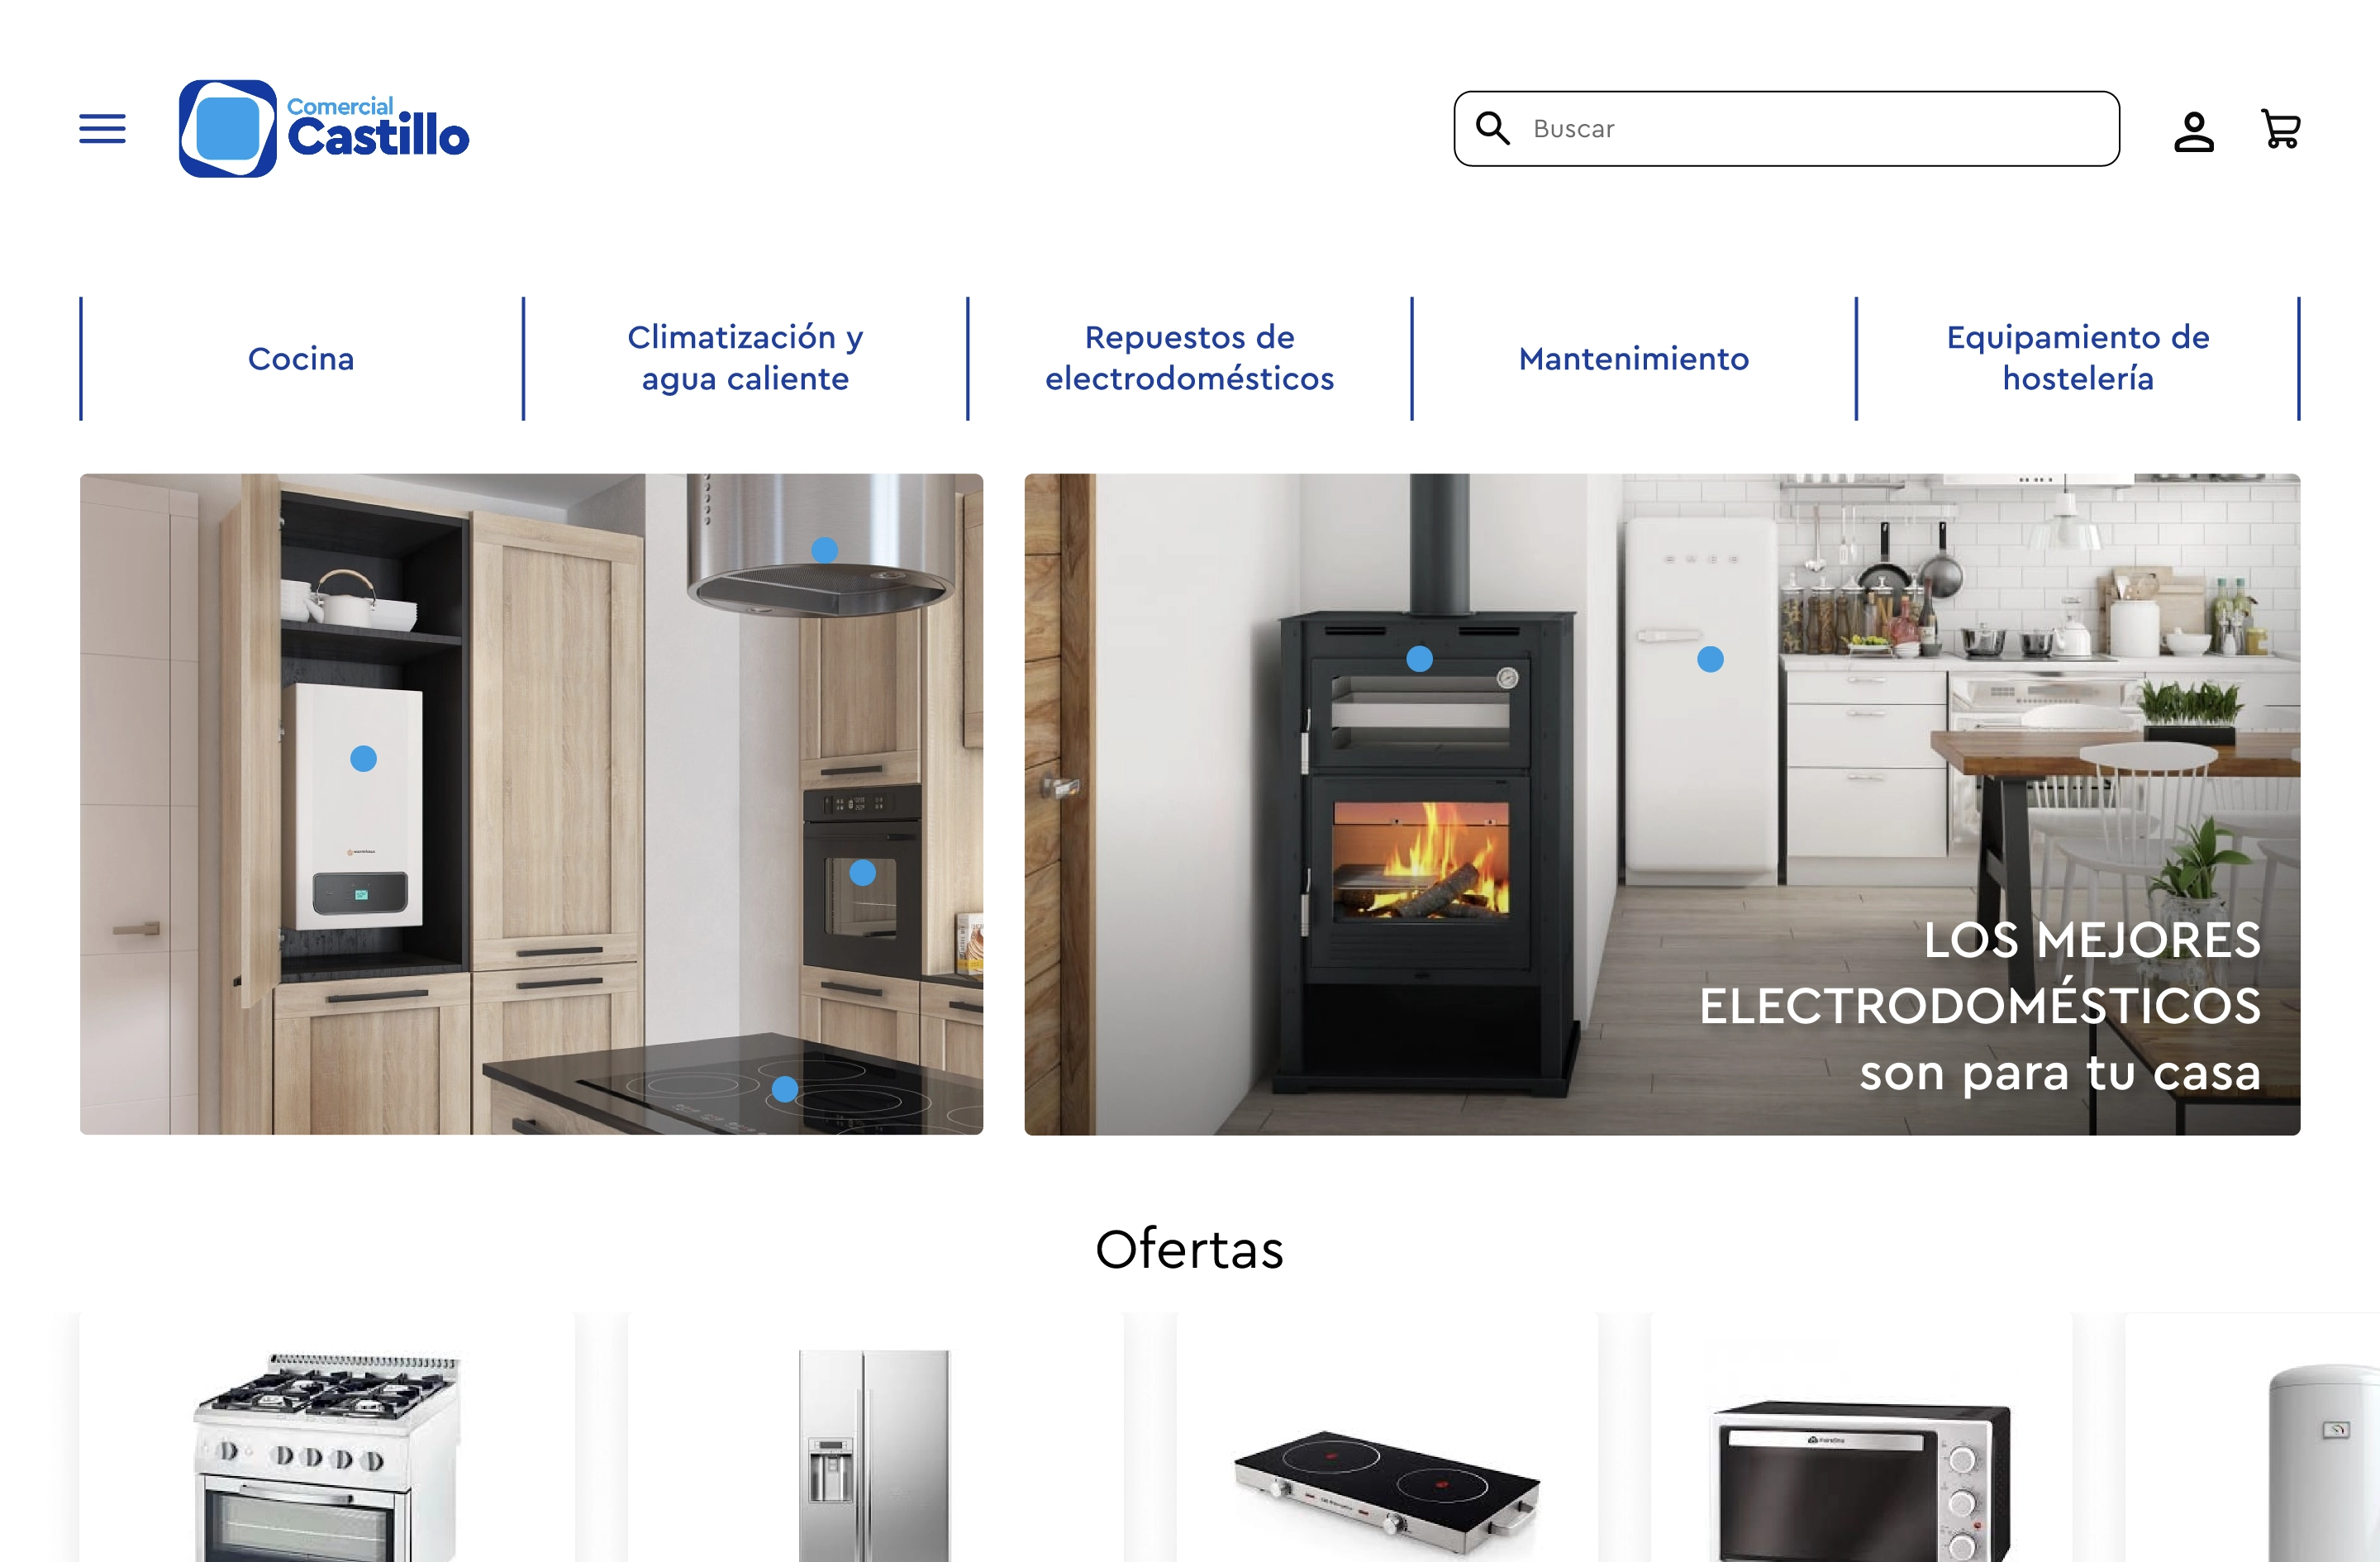 Comercial
Castillo
Buscar
Cocina
Climatización y
agua caliente
Repuestos de
electrodomésticos
Mantenimiento
Equipamiento de
hostelería
LOS MEJORES
ELECTRODOMÉSTICOS
son para tu casa
Ofertas